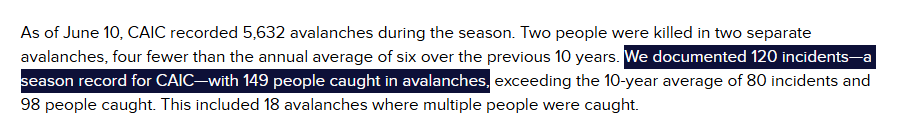 As of June 10, CAIC recorded 5,632 avalanches during the season. Two people were killed in two separate
avalanches, four fewer than the annual average of six over the previous 10 years. We documented 120 incidents—a
season record for CAIC—with 149 people caught in avalanches, exceeding the 10-year average of 80 incidents and
98 people caught. This included 18 avalanches where multiple people were caught.